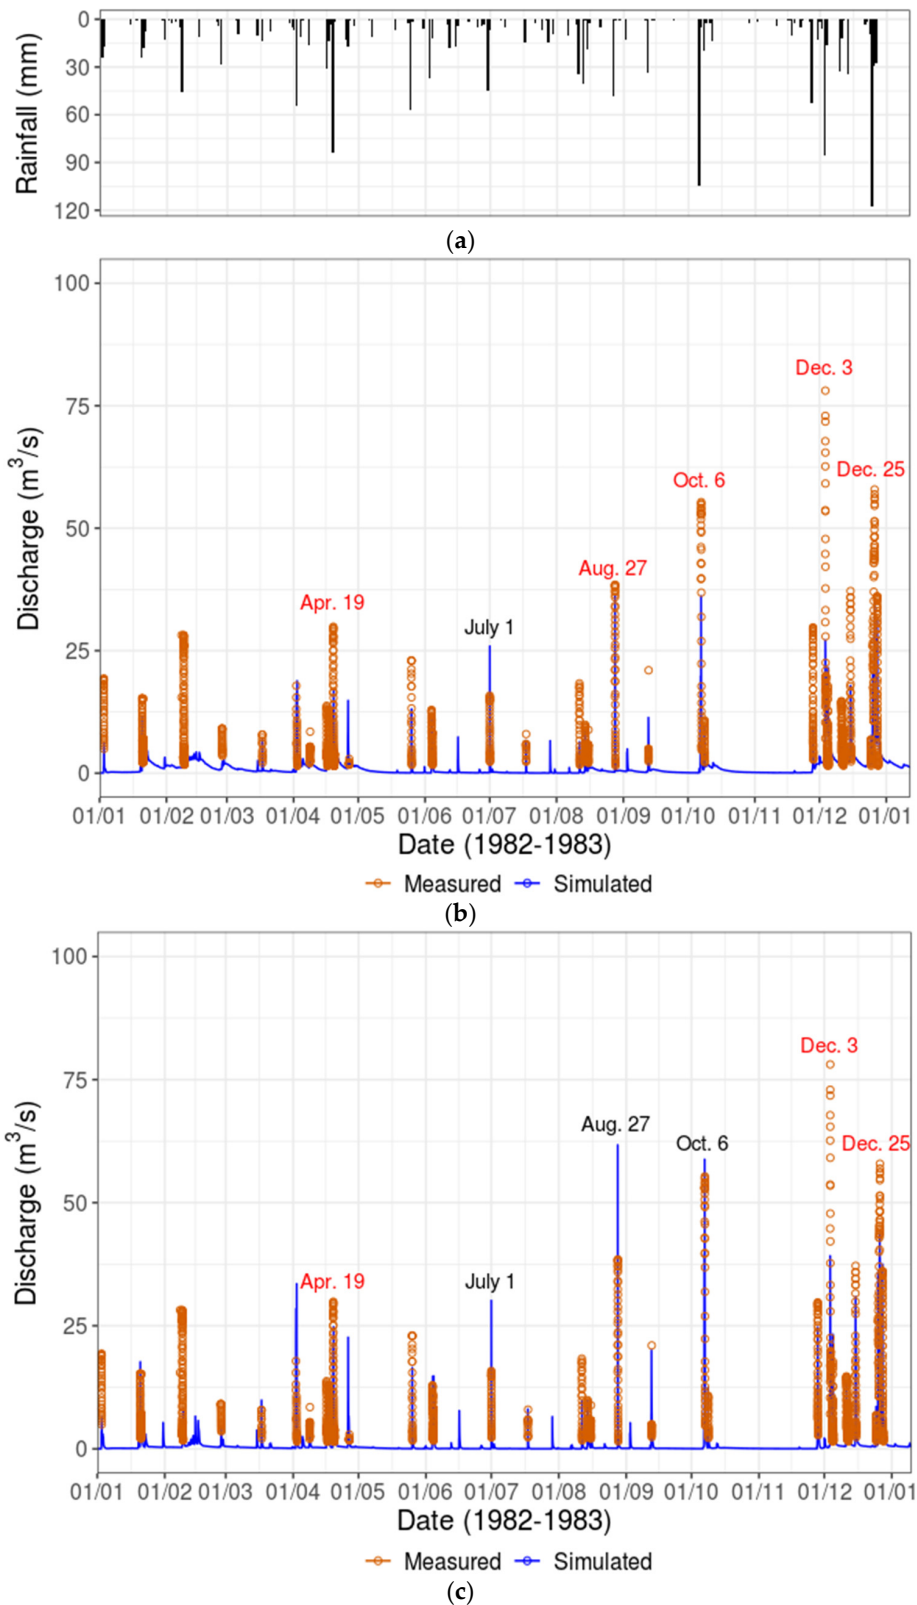 0
30
60
90
120
Rainfall (mm)
(a)
100
75
50
25
0
Discharge (m³/s)
Dec. 3
Dec. 25
Oct. 6
Aug. 27
Apr. 19
July 1
01/01 01/02 01/03 01/04 01/05 01/06 01/07 01/08 01/09 01/10 01/11 01/12 01/01
Date (1982-1983)
Measured Simulated
(b)
100
75
50
25
0
Discharge (m³/s)
Dec. 3
Aug. 27
Oct. 6
Dec. 25
Apr. 19
July 1
01/01 01/02 01/03 01/04 01/05 01/06 01/07 01/08 01/09 01/10 01/11 01/12 01/01
Date (1982-1983)
Measured Simulated
(c)